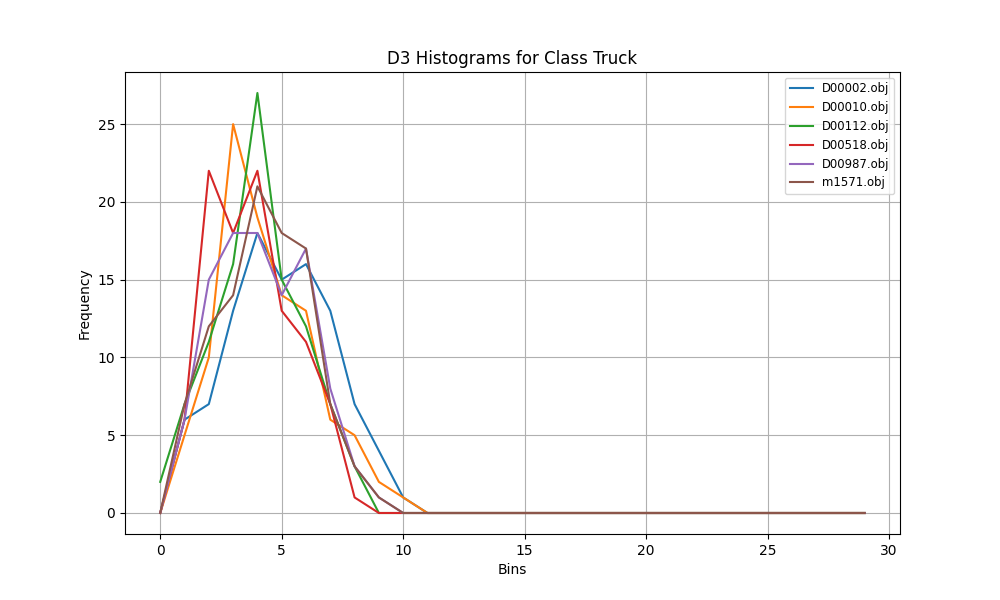 D3 Histograms for Class Truck
D00002.obj
D00010.obj
D00112.obj
D00518.obj
D00987.obj
m1571.obj
Frequency
25
20
15
10
5
0
0 5 10 15 20 25 30
Bins